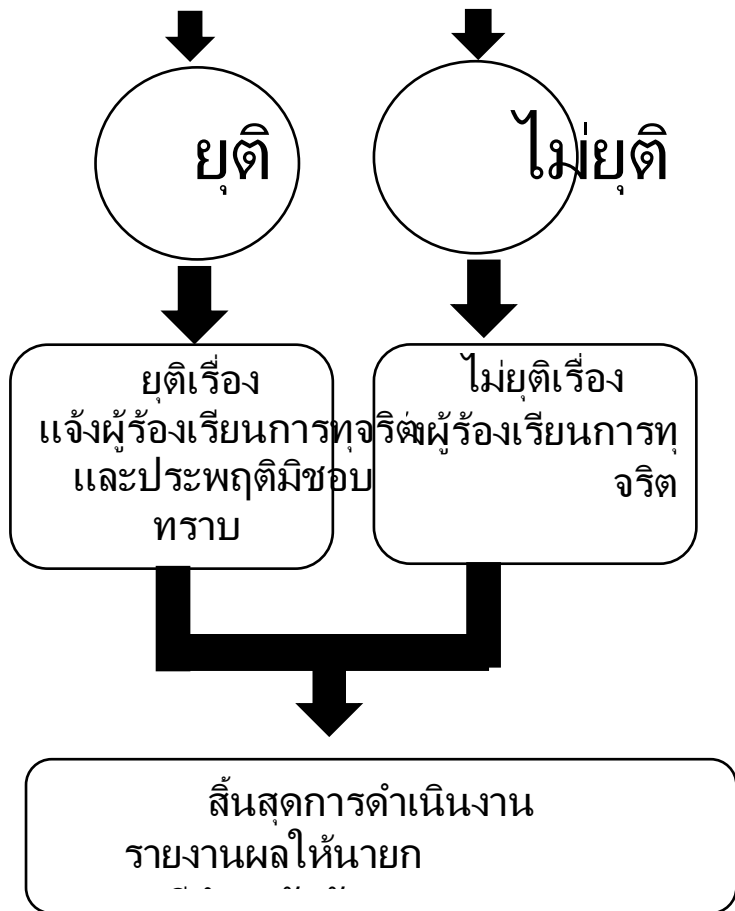 ยุติ
ไม่ยุติ
ยุติเรื่อง
แจ้งผู้ร้องเรียนการทุจริต
และประพฤติมิชอบ
ทราบ
ไม่ยุติเรื่อง
ผู้ร้องเรียนการทุ
จริต
สิ้นสุดการดำเนินงาน
รายงานผลให้นายก